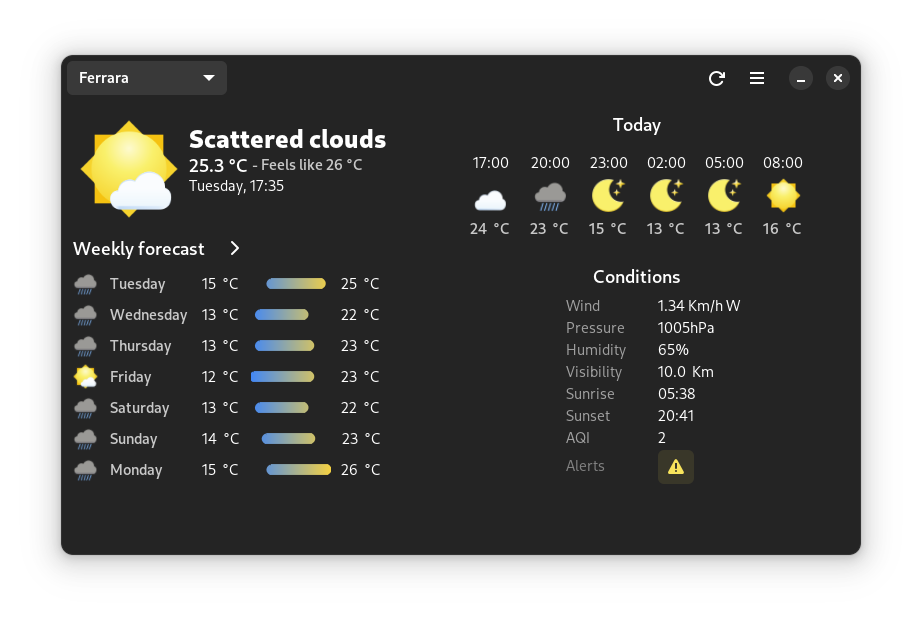 Ferrara
Scattered clouds
25.3 °C - Feels like 26 °C
Tuesday, 17:35
Weekly forecast
Tuesday 15 °C 25 °C
Wednesday 13 °C 22 °C
Thursday 13 °C 23 °C
Friday 12 °C 23 °C
Saturday 13 °C 22 °C
Sunday 14 °C 23 °C
Monday 15 °C 26 °C
Today
17:00 20:00 23:00 02:00 05:00 08:00
24 °C 23 °C 15 °C 13 °C 13 °C 16 °C
Conditions
Wind 1.34 Km/h W
Pressure 1005hPa
Humidity 65%
Visibility 10.0 Km
Sunrise 05:38
Sunset 20:41
AQI 2
Alerts